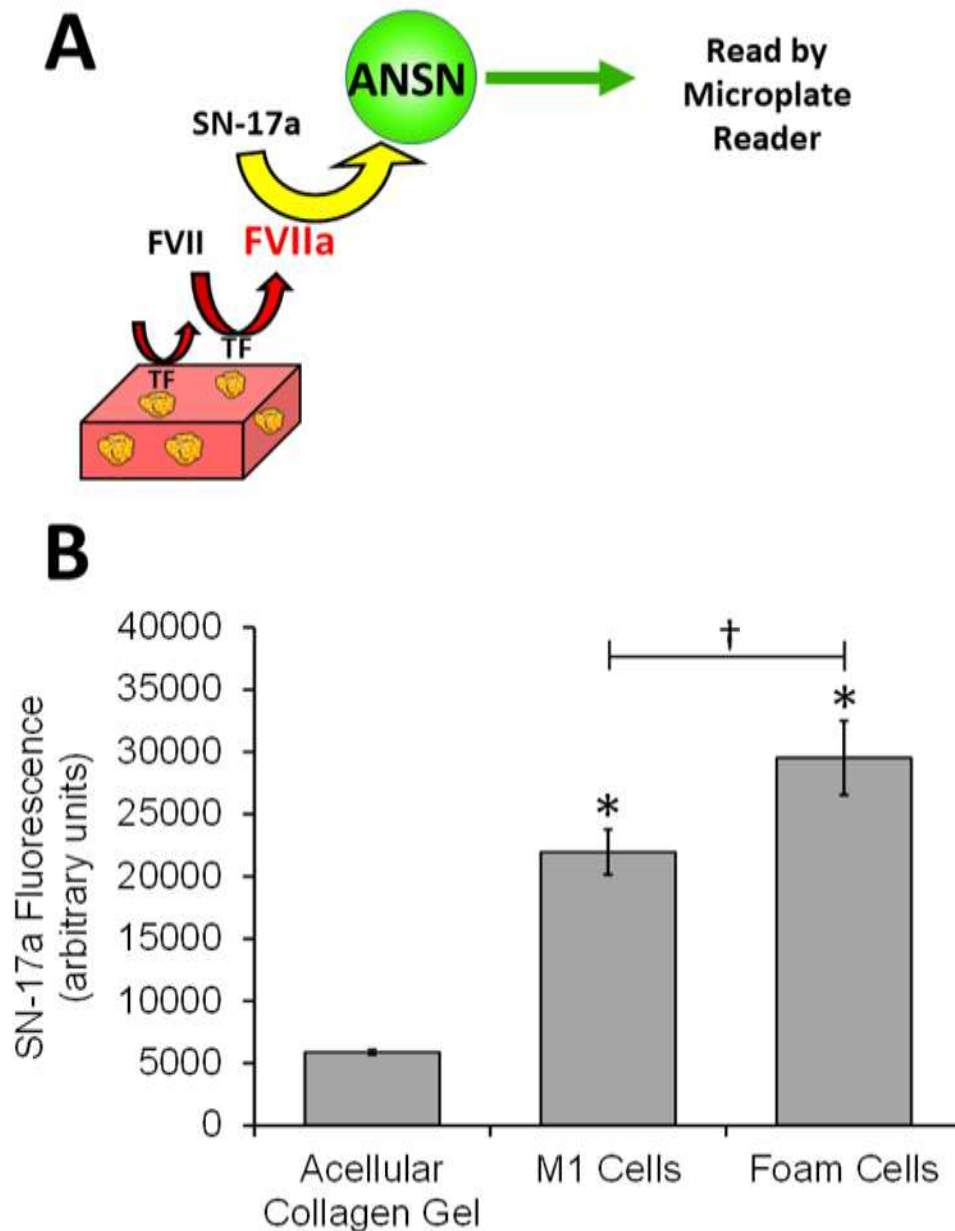 A
ANSN
Read by
Microplate
Reader
SN-17a
FVII
FVIIa
TF
TF
B
SN-17a Fluorescence
(arbitrary units)
40000
35000
30000
25000
20000
15000
10000
5000
0
†
*
*
Acellular
Collagen Gel
M1 Cells
Foam Cells